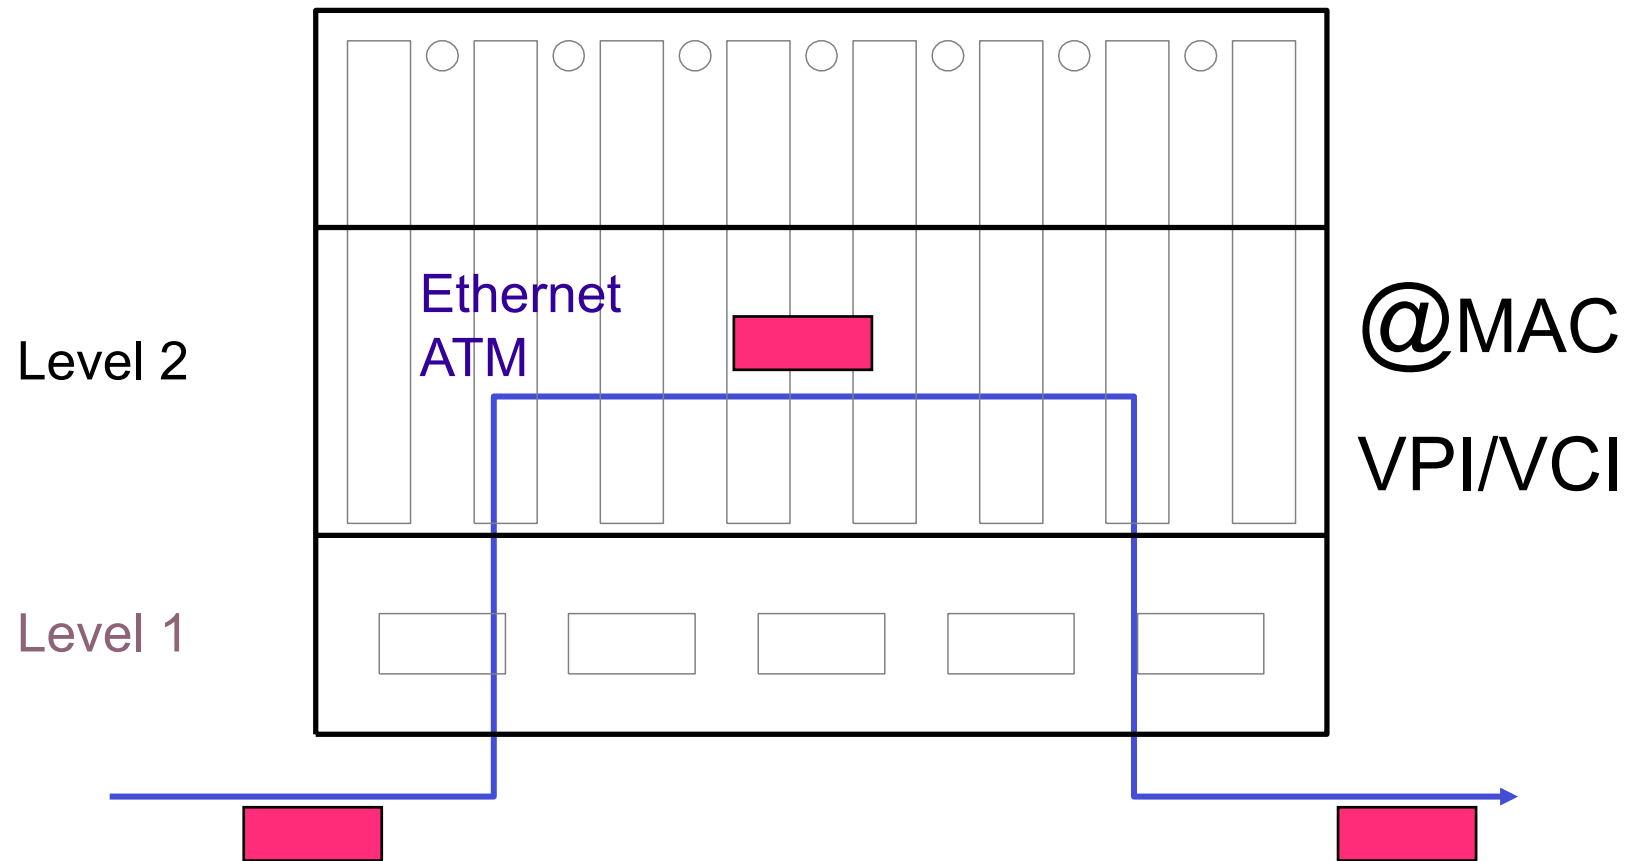 Ethernet
ATM
Level 2
@MAC
VPI/VCI
Level 1